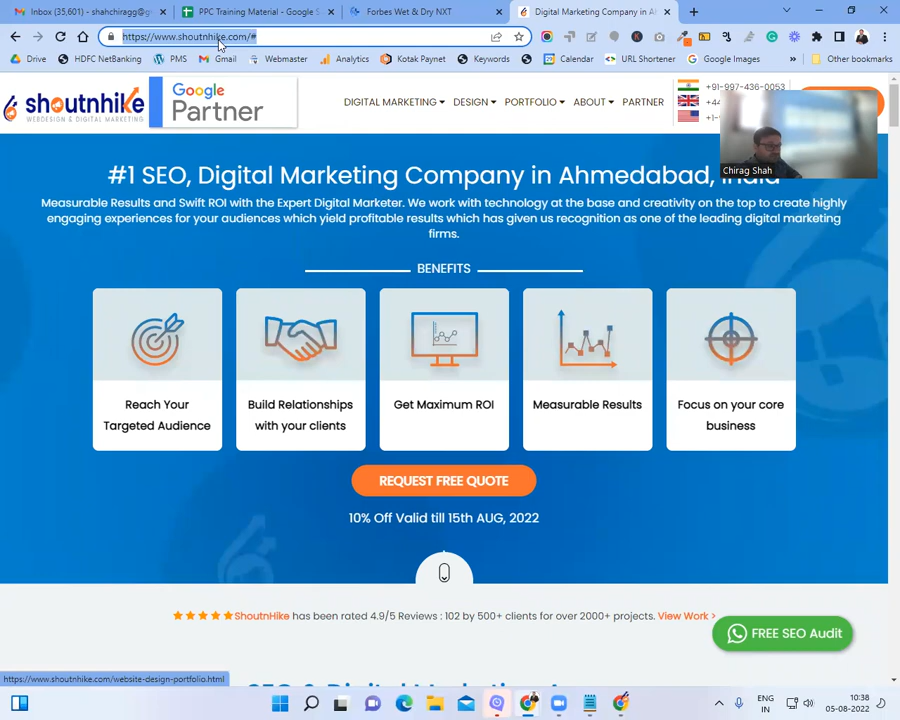 Inbox (35,601) - shahchiragg@g
PPC Training Material - Google S
Forbes Wet & Dry NXT
Digital Marketing Company in A
https://www.shoutnhike.com/#
Drive
HDFC NetBanking
PMS
Gmail
Webmaster
Analytics
Kotak Paynet
Keywords
Calendar
URL Shortener
Google Images
Other bookmarks
shoutnhike
WEBDESIGN & DIGITAL MARKETING
Google
Partner
DIGITAL MARKETING
DESIGN
PORTFOLIO
ABOUT
PARTNER
+91-997-436-0053
+44
+1-
Chirag Shah
#1 SEO, Digital Marketing Company in Ahmedabad, India
Measurable Results and Swift ROI with the Expert Digital Marketer. We work with technology at the base and creativity on the top to create highly
engaging experiences for your audiences which yield profitable results which has given us recognition as one of the leading digital marketing
firms.
BENEFITS
Reach Your
Targeted Audience
Build Relationships
with your clients
Get Maximum ROI
Measurable Results
Focus on your core
business
REQUEST FREE QUOTE
10% Off Valid till 15th AUG, 2022
ShoutnHike has been rated 4.9/5 Reviews : 102 by 500+ clients for over 2000+ projects. View Work >
FREE SEO Audit
https://www.shoutnhike.com/website-design-portfolio.html
ENG
IN
10:38
05-08-2022